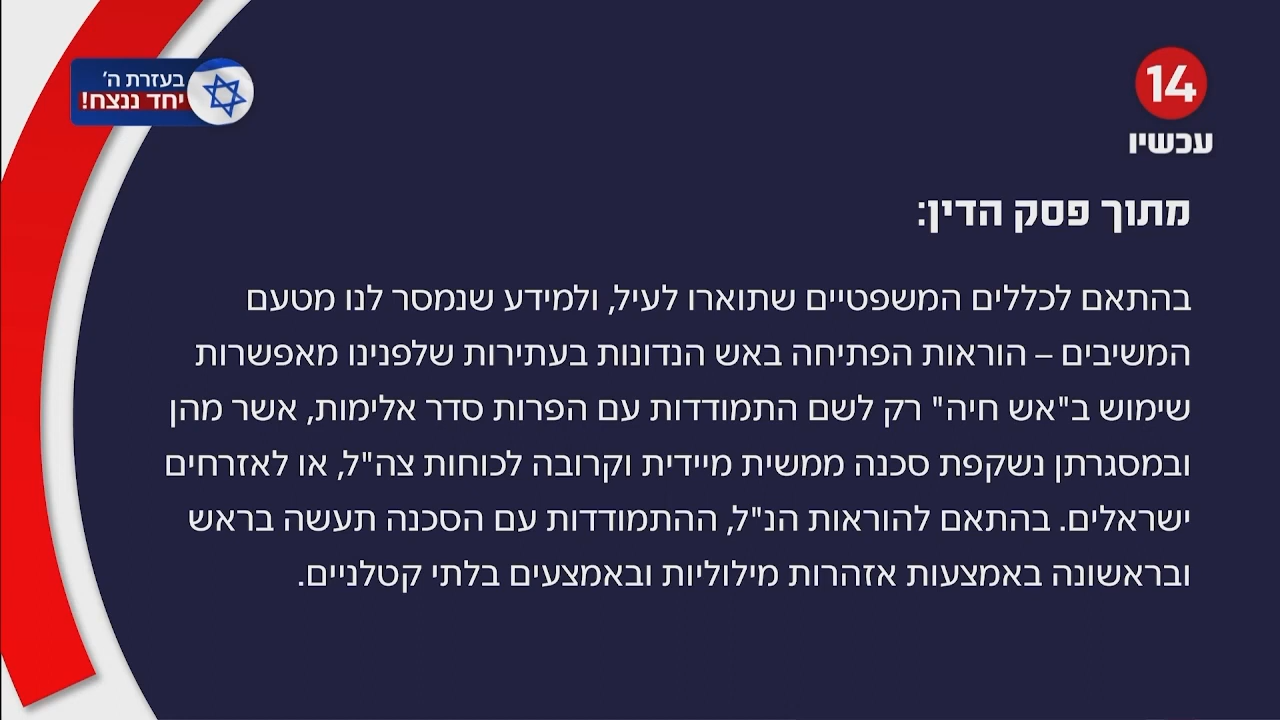 בעזרת ה'
יחד ננצח!
14
עכשיו
מתוך פסק הדין:
בהתאם לכללים המשפטיים שתוארו לעיל, ולמידע שנמסר לנו מטעם
המשיבים – הוראות הפתיחה באש הנדונות בעתירות שלפנינו מאפשרות
שימוש ב"אש חיה" רק לשם התמודדות עם הפרות סדר אלימות, אשר מהן
ובמסגרתן נשקפת סכנה ממשית מיידית וקרובה לכוחות צה"ל, או לאזרחים
ישראלים. בהתאם להוראות הנ"ל, ההתמודדות עם הסכנה תעשה בראש
ובראשונה באמצעות אזהרות מילוליות ובאמצעים בלתי קטלניים.